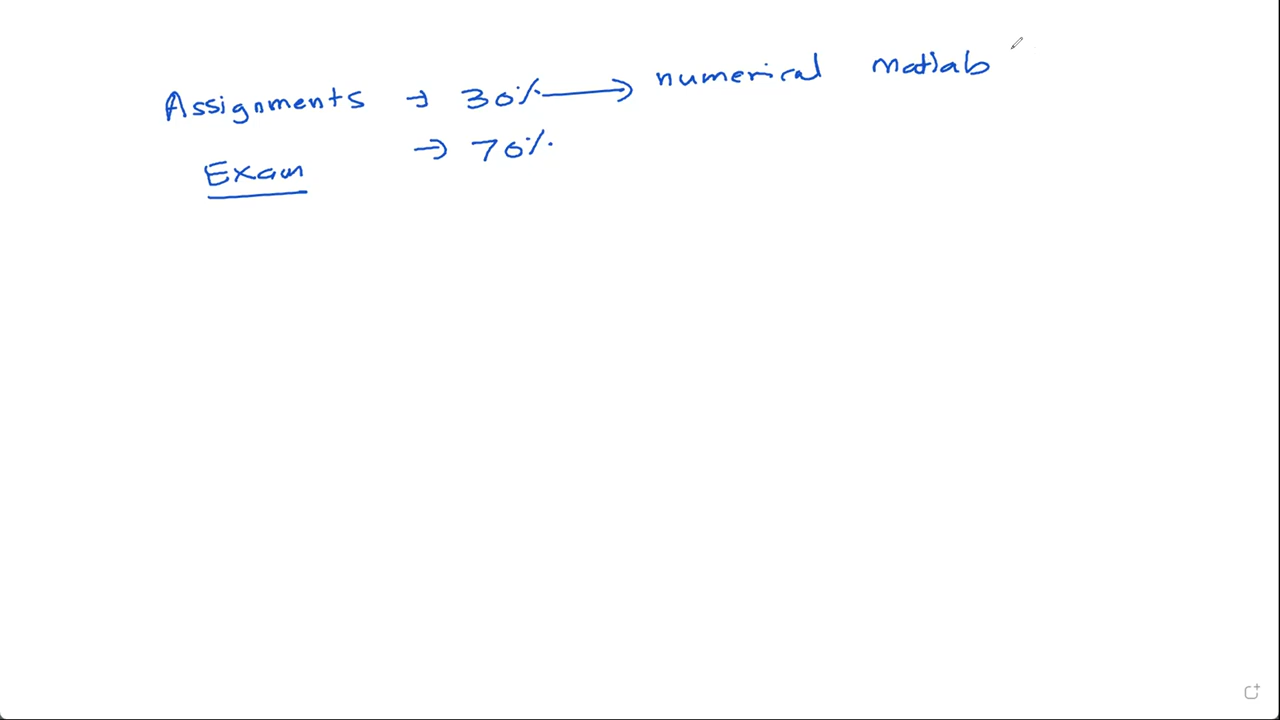 Assignments → 30% → numerical matlab
Exam → 70%